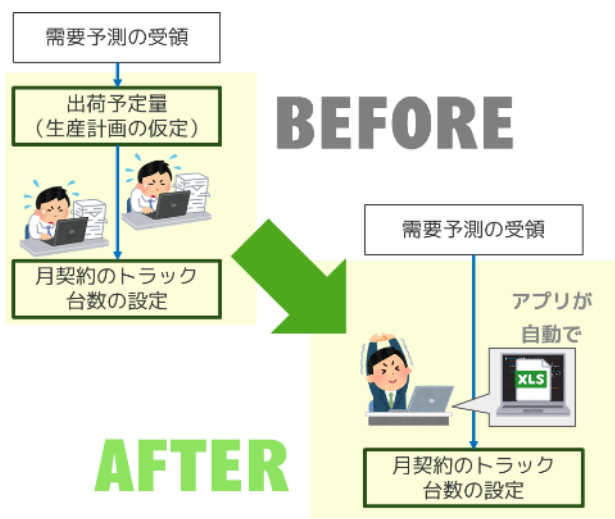 需要予測の受領
出荷予定量
（生産計画の仮定）
BEFORE
月契約のトラック
台数の設定
需要予測の受領
アプリが
自動で
XLS
AFTER
月契約のトラック
台数の設定